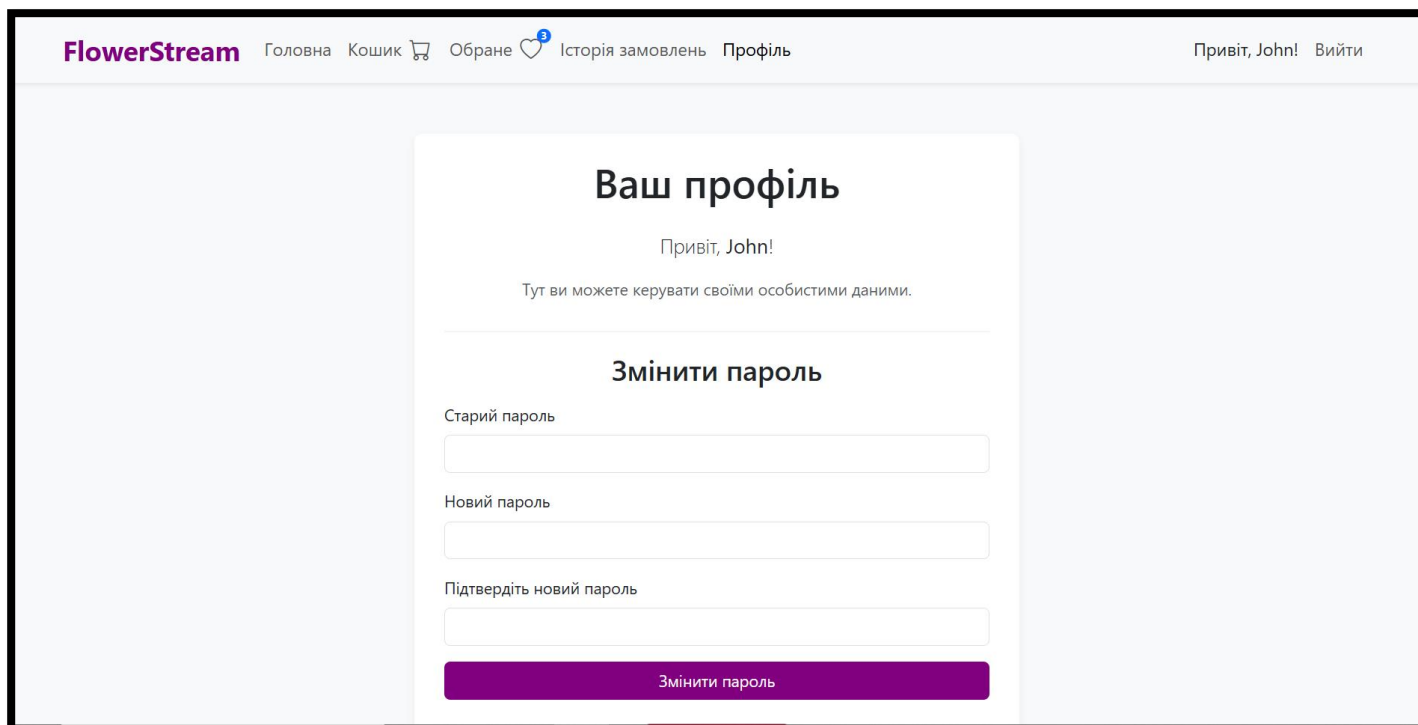 FlowerStream Головна Кошик Обране 3 Історія замовлень Профіль Привіт, John! Вийти
Ваш профіль
Привіт, John!
Тут ви можете керувати своїми особистими даними.
Змінити пароль
Старий пароль
Новий пароль
Підтвердіть новий пароль
Змінити пароль